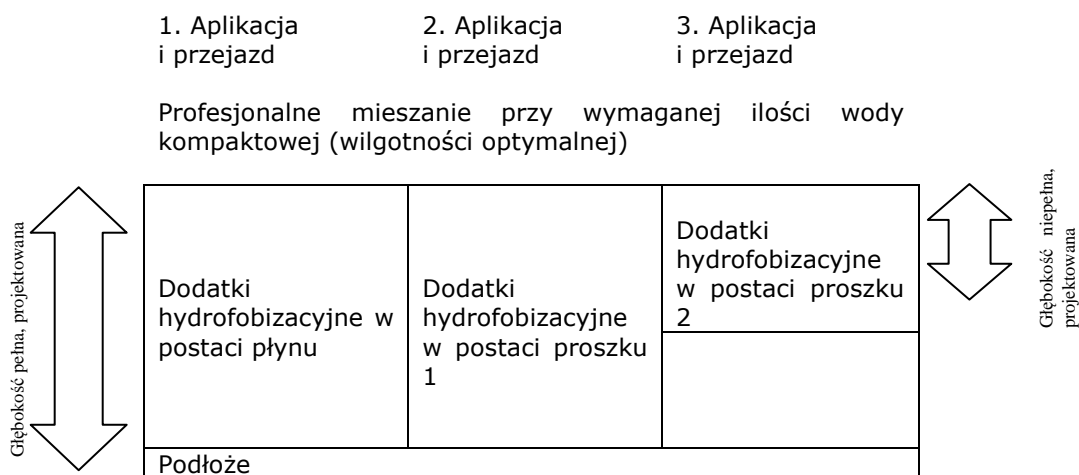 1. Aplikacja
i przejazd
2. Aplikacja
i przejazd
3. Aplikacja
i przejazd
Profesjonalne mieszanie przy wymaganej ilości wody
kompaktowej (wilgotności optymalnej)
Głębokość pełna, projektowana
Dodatki
hydrofobizacyjne w
postaci płynu
Dodatki
hydrofobizacyjne
w postaci proszku
1
Dodatki
hydrofobizacyjne
w postaci proszku
2
Głębokość niepełna,
projektowana
Podłoże